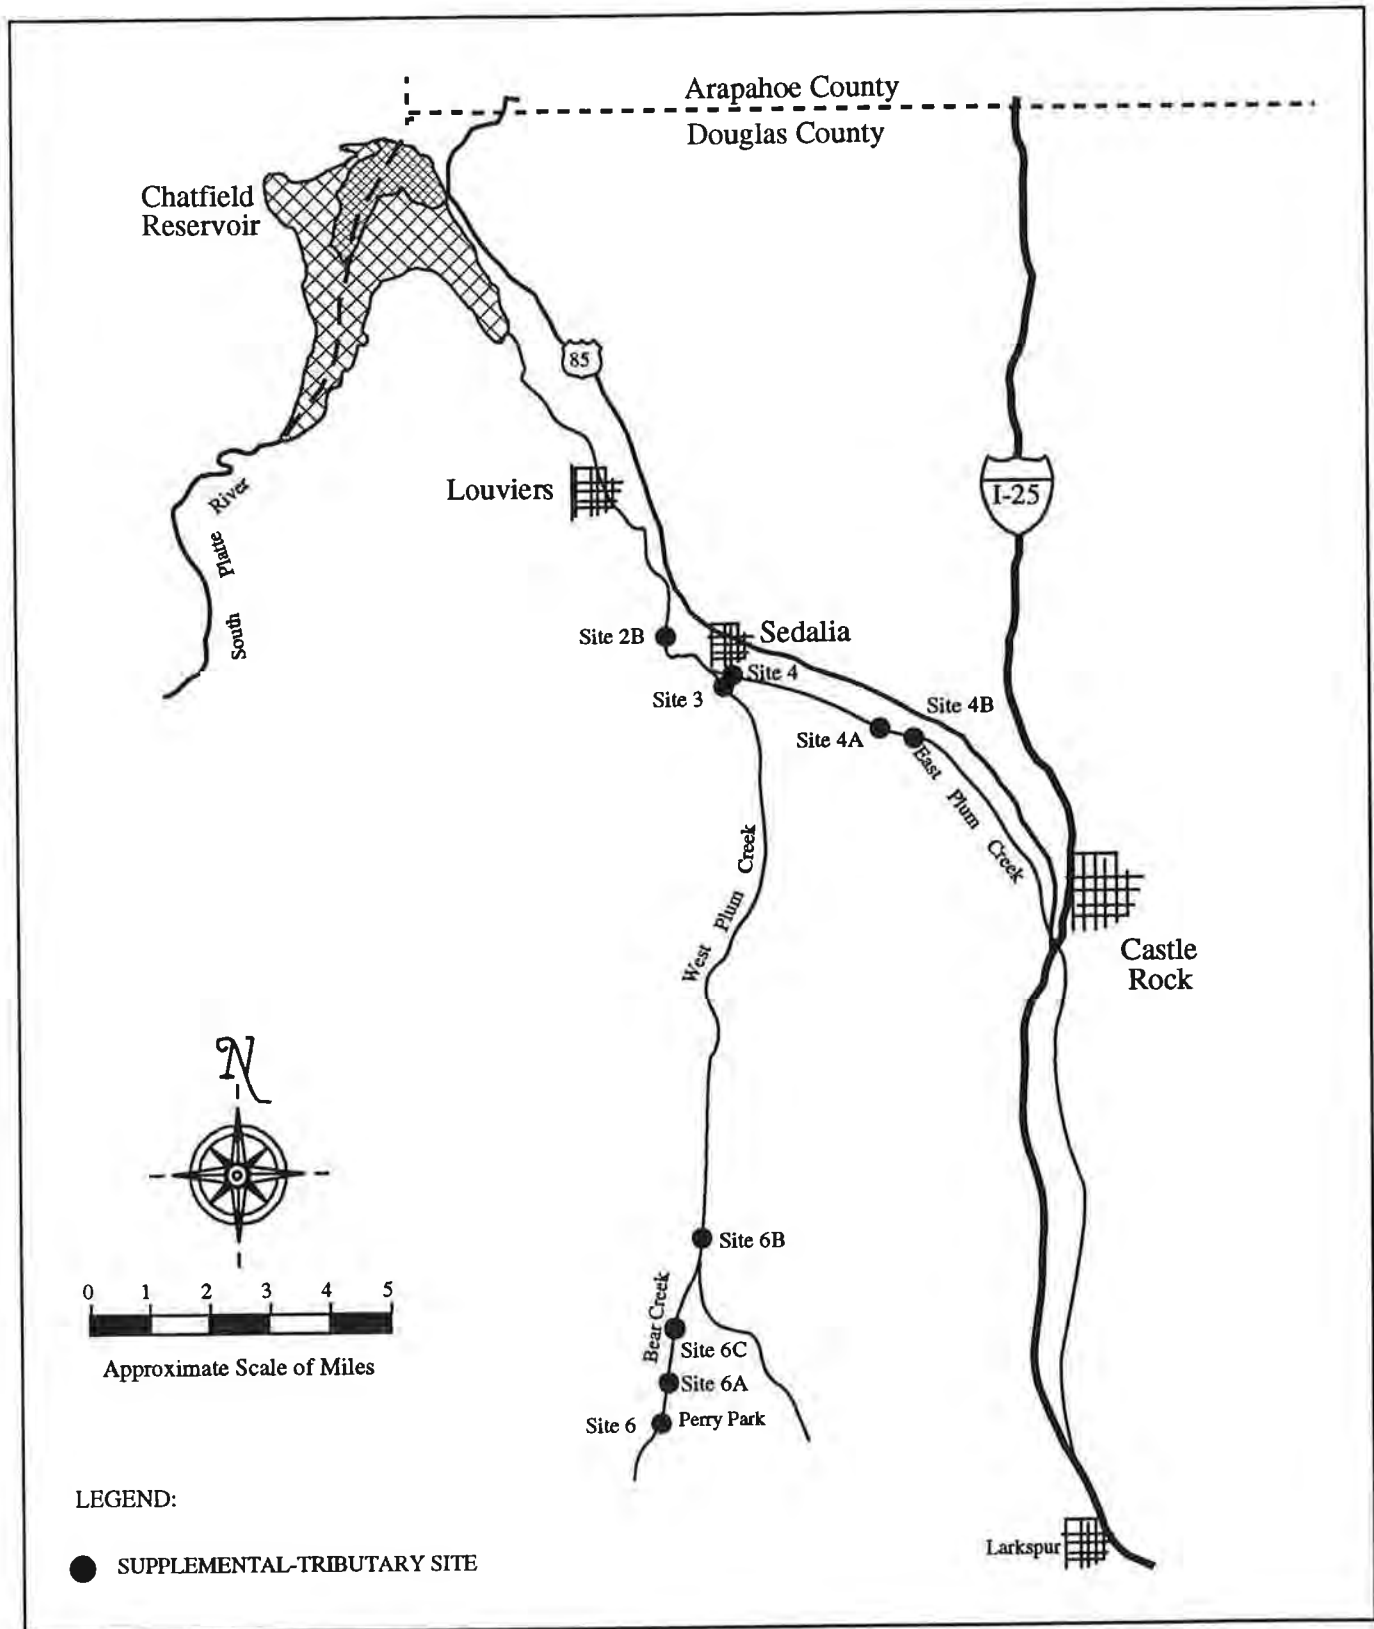 Arapahoe County
Douglas County
Chatfield
Reservoir
85
Louviers
I-25
South Platte River
Site 2B
Sedalia
Site 4
Site 3
Site 4B
Site 4A
East Plum Creek
West Plum Creek
Castle
Rock
N
Site 6B
0 1 2 3 4 5
Bear Creek
Site 6C
Approximate Scale of Miles
Site 6A
Site 6
Perry Park
LEGEND:
Larkspur
SUPPLEMENTAL-TRIBUTARY SITE